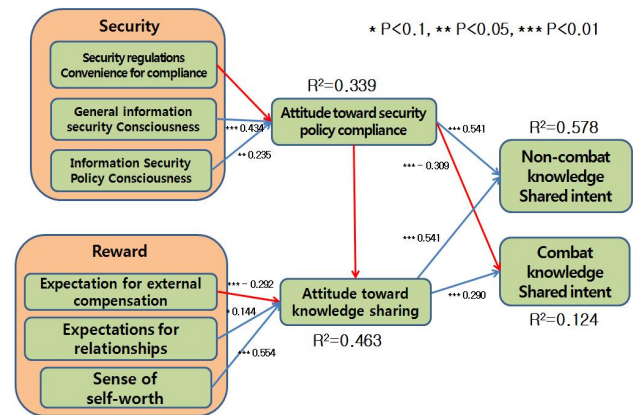 Security
* P<0.1, ** P<0.05, *** P<0.01
Security regulations
Convenience for compliance
General information
security Consciousness
Information Security
Policy Consciousness
*** 0.434
** 0.235
R²=0.339
Attitude toward security
policy compliance
*** 0.541
*** - 0.309
R²=0.578
Non-combat
knowledge
Shared intent
Reward
Expectation for external
compensation
Expectations for
relationships
Sense of
self-worth
*** - 0.292
* 0.144
*** 0.554
Attitude toward
knowledge sharing
R²=0.463
*** 0.541
*** 0.290
Combat
knowledge
Shared intent
R²=0.124